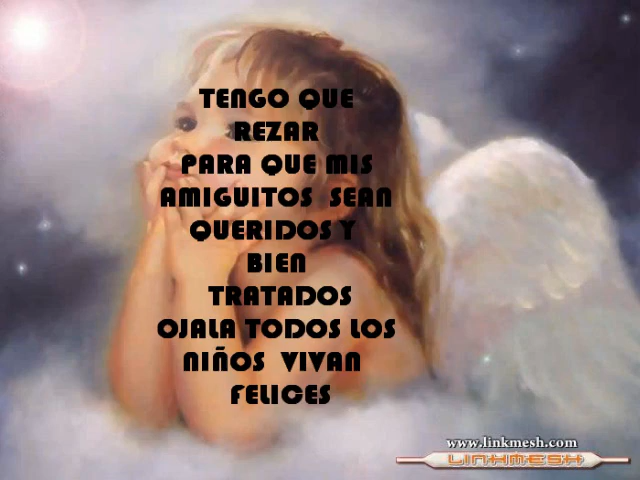 TENGO QUE
REZAR
PARA QUE MIS
AMIGUITOS SEAN
QUERIDOS Y
BIEN
TRATADOS
OJALA TODOS LOS
NIÑOS VIVAN
FELICES
www.linkmesh.com
LINKMESH